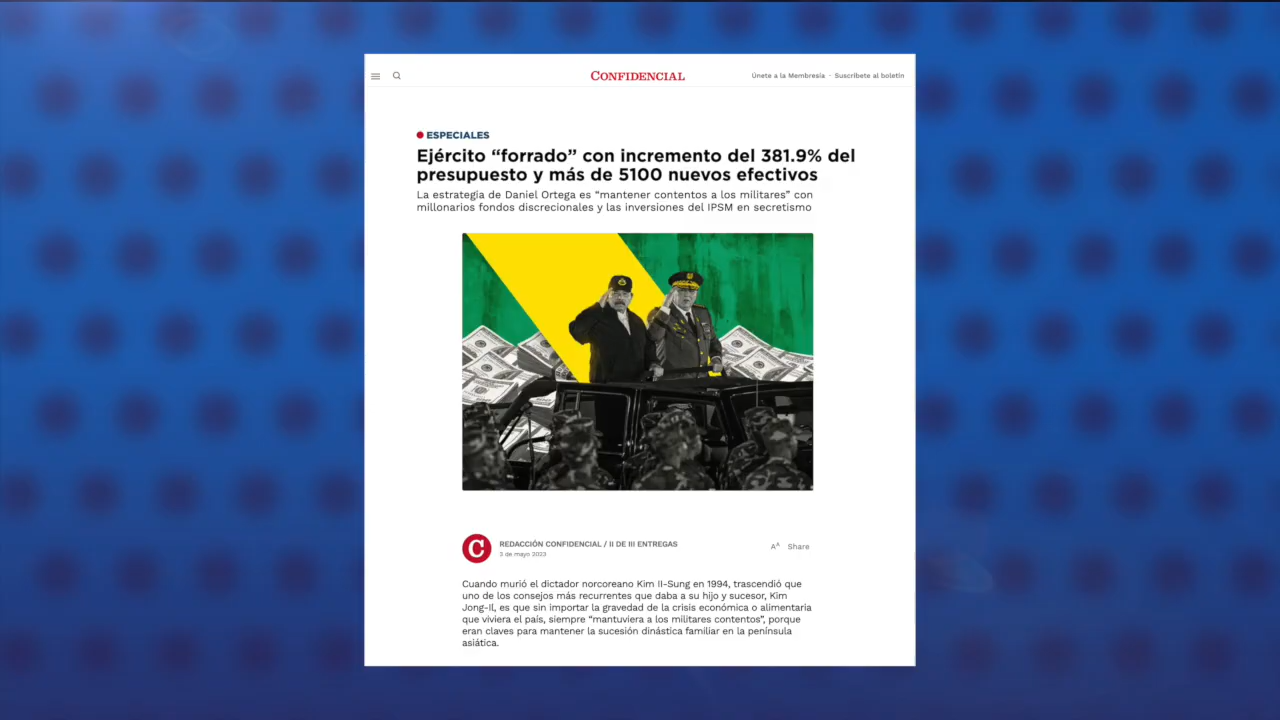 CONFIDENCIAL
Únete a la Membresia · Suscribete al boletín
ESPECIALES
Ejército “forrado” con incremento del 381.9% del
presupuesto y más de 5100 nuevos efectivos
La estrategia de Daniel Ortega es “mantener contentos a los militares” con
millonarios fondos discrecionales y las inversiones del IPSM en secretismo
C
REDACCIÓN CONFIDENCIAL / II DE III ENTREGAS
3 de mayo 2023
AA Share
Cuando murió el dictador norcoreano Kim Il-Sung en 1994, trascendió que
uno de los consejos más recurrentes que daba a su hijo y sucesor, Kim
Jong-Il, es que sin importar la gravedad de la crisis económica o alimentaria
que viviera el país, siempre “mantuviera a los militares contentos”, porque
eran claves para mantener la sucesión dinástica familiar en la península
asiática.